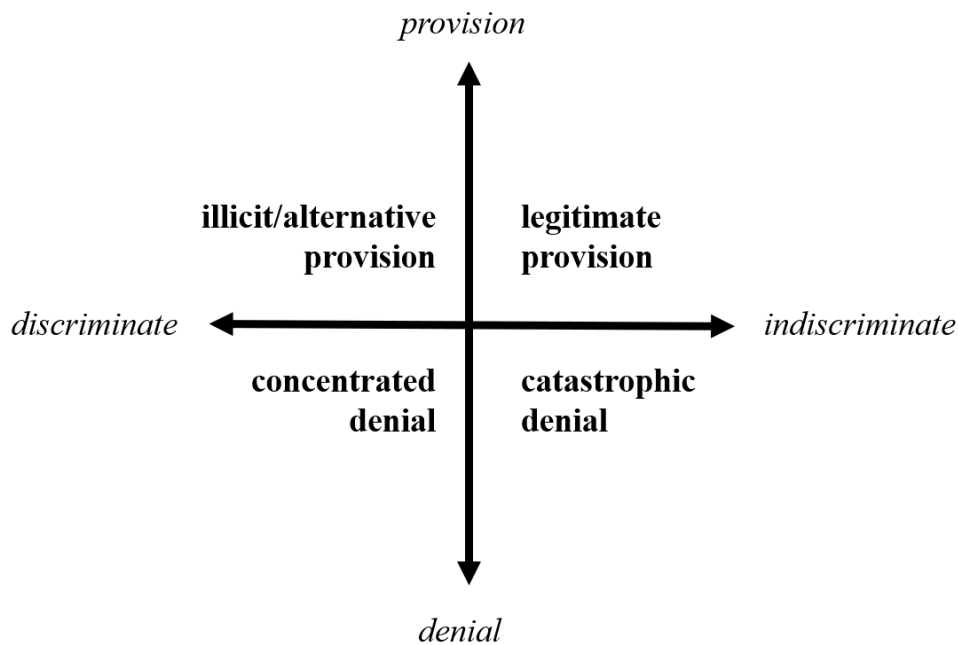 provision
illicit/alternative
provision
legitimate
provision
discriminate
indiscriminate
concentrated
denial
catastrophic
denial
denial